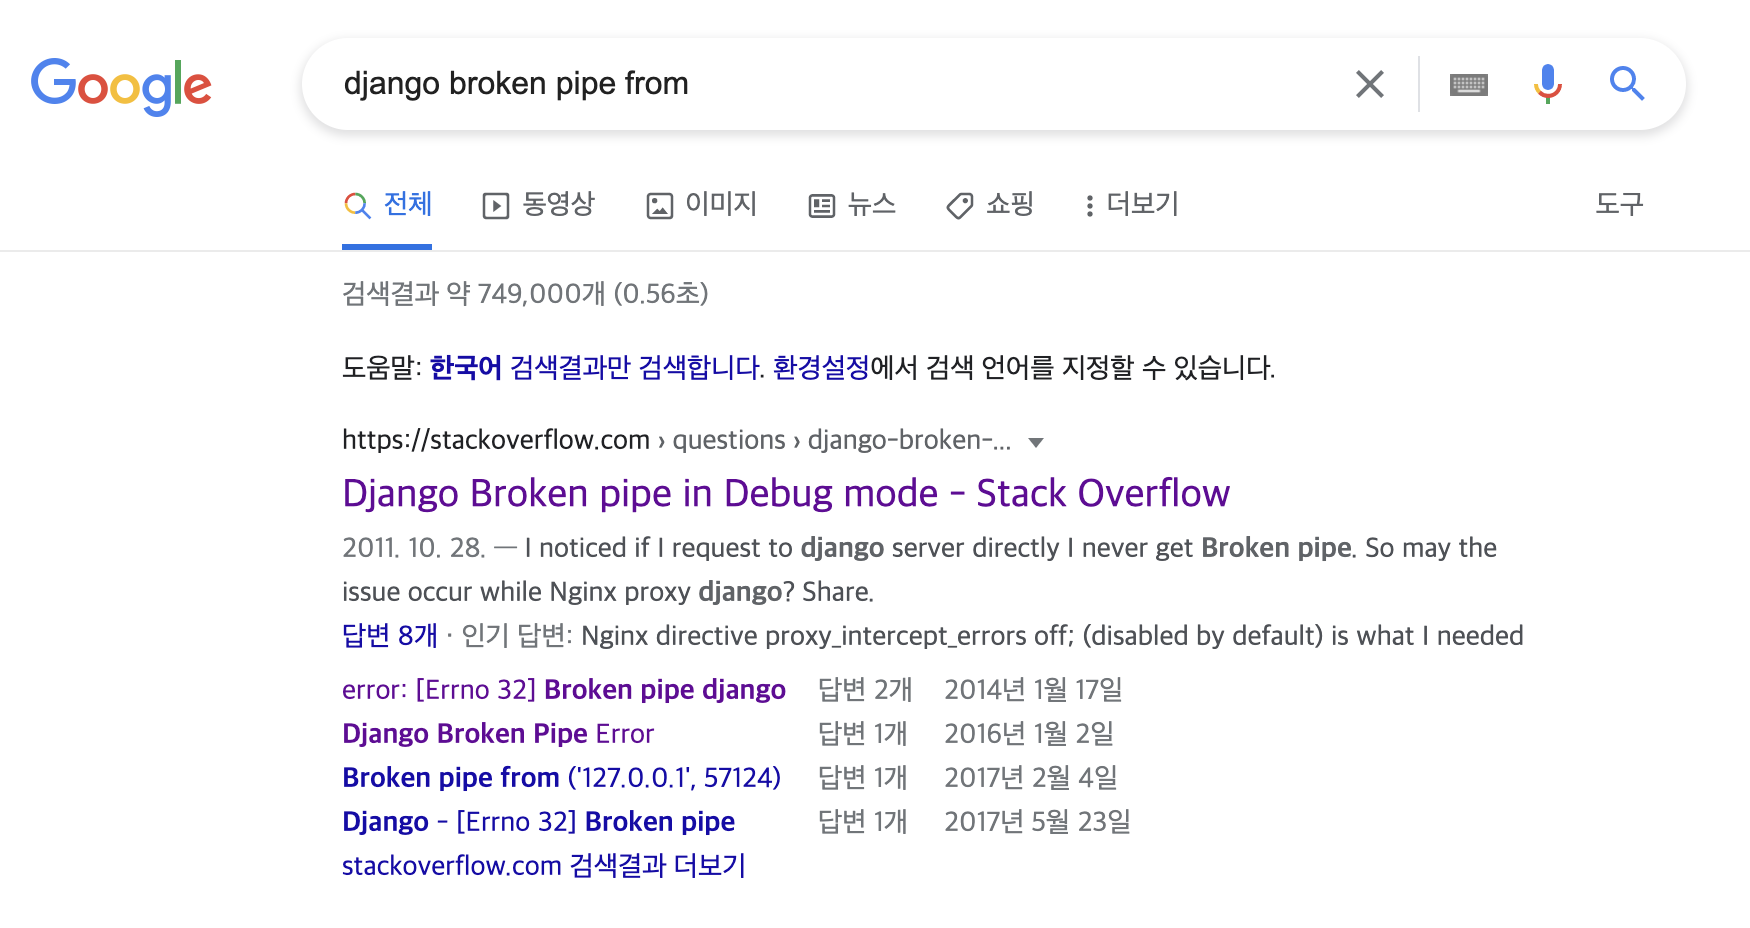 Google
django broken pipe from
전체 동영상 이미지 뉴스 쇼핑 더보기 도구
검색결과 약 749,000개 (0.56초)
도움말: 한국어 검색결과만 검색합니다. 환경설정에서 검색 언어를 지정할 수 있습니다.
https://stackoverflow.com › questions › django-broken-...
Django Broken pipe in Debug mode - Stack Overflow
2011. 10. 28. — I noticed if I request to django server directly I never get Broken pipe. So may the
issue occur while Nginx proxy django? Share.
답변 8개 · 인기 답변: Nginx directive proxy_intercept_errors off; (disabled by default) is what I needed
error: [Errno 32] Broken pipe django 답변 2개 2014년 1월 17일
Django Broken Pipe Error 답변 1개 2016년 1월 2일
Broken pipe from ('127.0.0.1', 57124) 답변 1개 2017년 2월 4일
Django - [Errno 32] Broken pipe 답변 1개 2017년 5월 23일
stackoverflow.com 검색결과 더보기